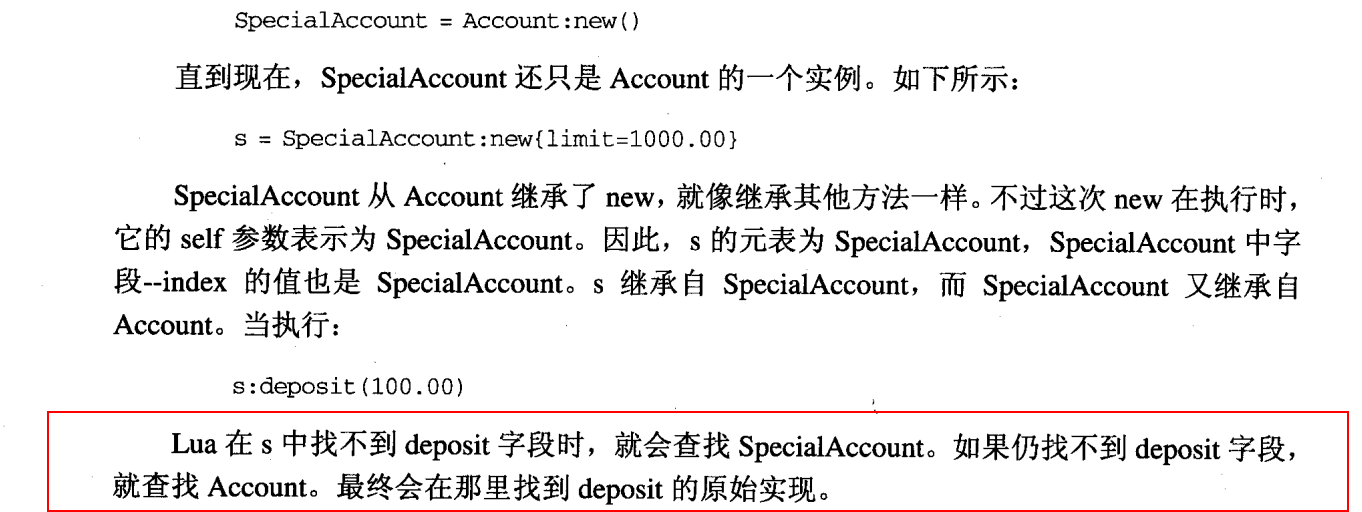 SpecialAccount = Account:new()
直到现在，SpecialAccount 还只是 Account 的一个实例。如下所示：
s = SpecialAccount:new{limit=1000.00}
SpecialAccount 从 Account 继承了 new，就像继承其他方法一样。不过这次 new 在执行时，
它的 self 参数表示为 SpecialAccount。因此，s 的元表为 SpecialAccount，SpecialAccount 中字
段--index 的值也是 SpecialAccount。s 继承自 SpecialAccount，而 SpecialAccount 又继承自
Account。当执行：
s:deposit(100.00)
Lua 在 s 中找不到 deposit 字段时，就会查找 SpecialAccount。如果仍找不到 deposit 字段，
就查找 Account。最终会在那里找到 deposit 的原始实现。